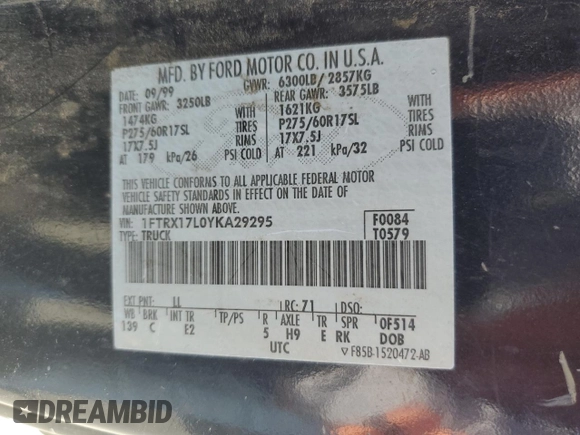 MFD. BY FORD MOTOR CO. IN U.S.A.
DATE: 09/99 GVWR: 6300LB/ 2857KG
FRONT GAWR: 3250LB REAR GAWR: 3575LB
1474KG WITH 1621KG WITH
P275/60R17SL TIRES P275/60R17SL TIRES
17X7.5J RIMS 17X7.5J RIMS
AT 179 kPa/26 PSI COLD AT 221 kPa/32 PSI COLD
THIS VEHICLE CONFORMS TO ALL APPLICABLE FEDERAL MOTOR
VEHICLE SAFETY STANDARDS IN EFFECT ON THE DATE OF
MANUFACTURE SHOWN ABOVE.
VIN: 1FTRX17L0YKA29295 F0084
TYPE: TRUCK T0579
EXT PNT: LL RC: 71 DSO:
WB BRK INT TR TP/PS R AXLE TR SPR 0F514
139 C E2 5 H9 E RK DOB
UTC F85B-1520472-AB
DREAMBID